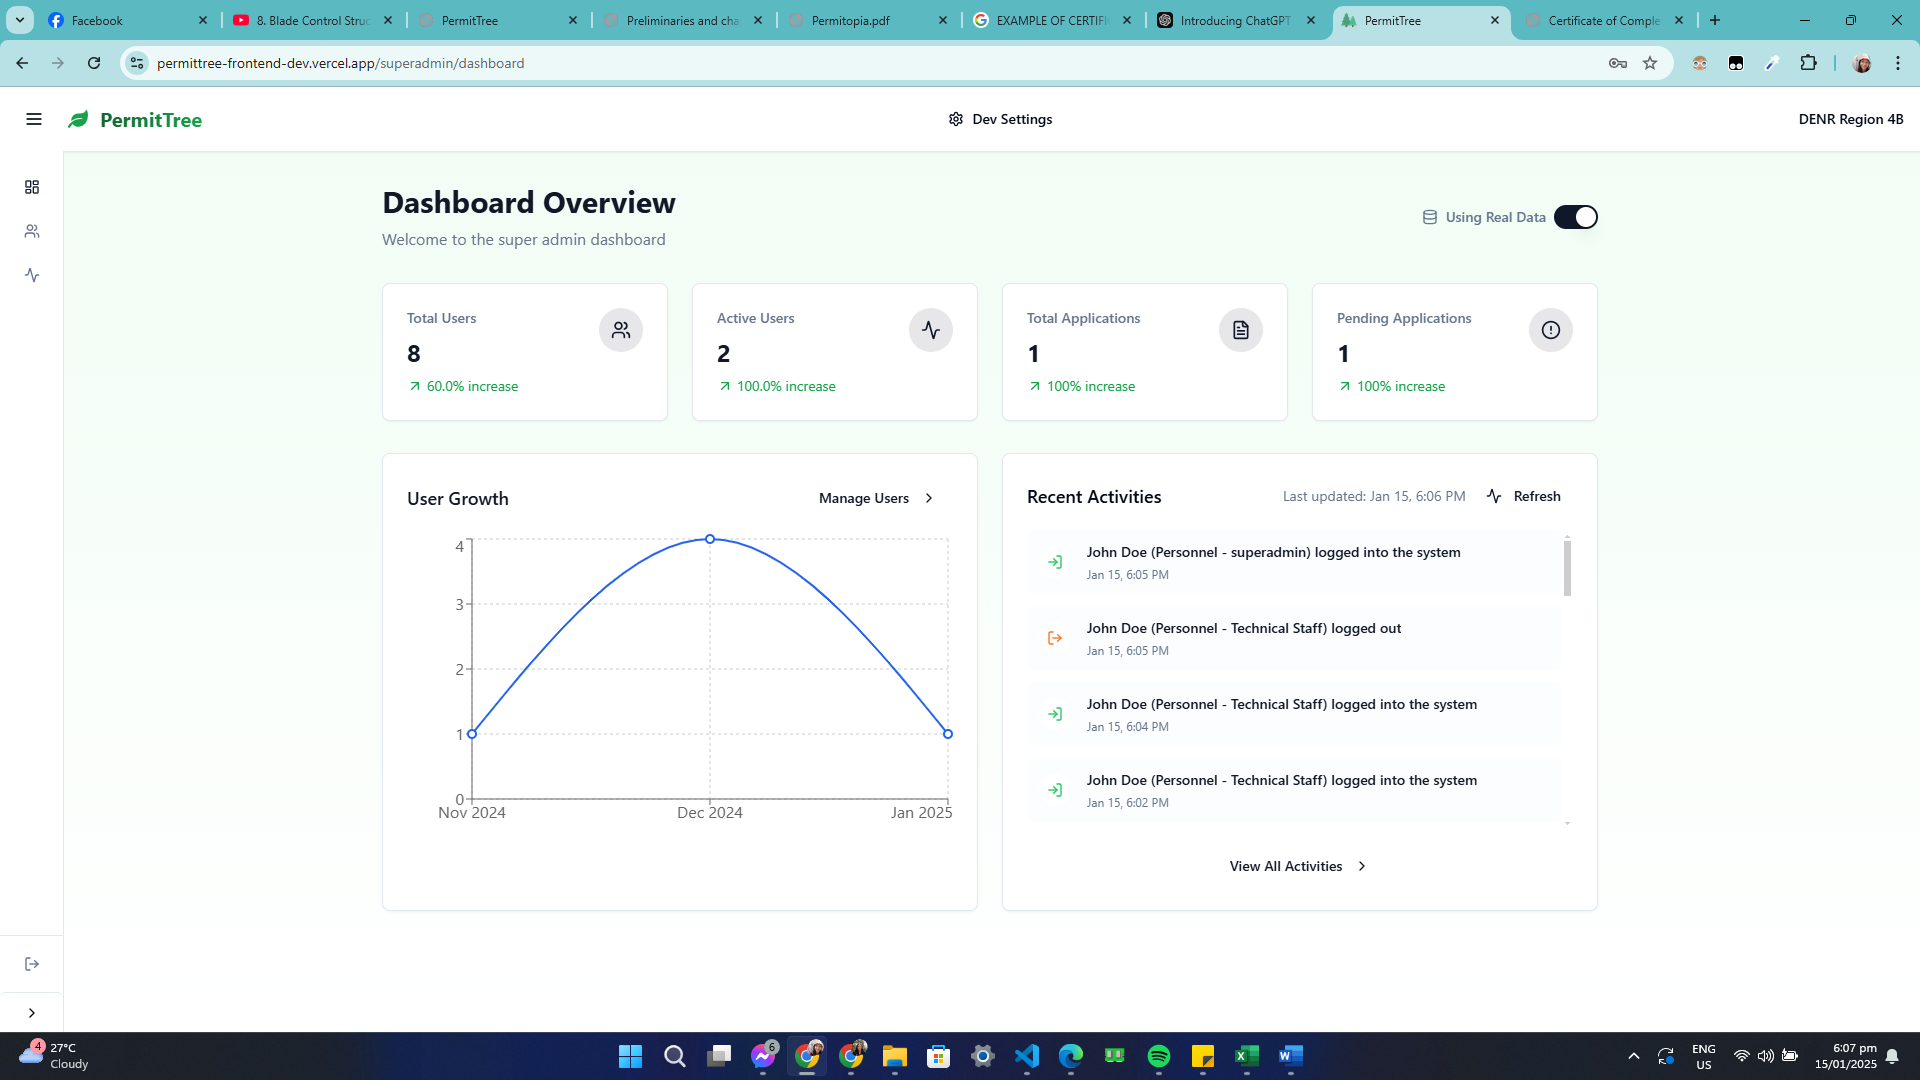 Facebook
8. Blade Control Struc
PermitTree
Preliminaries and cha
Permitopia.pdf
EXAMPLE OF CERTIFI
Introducing ChatGPT
PermitTree
Certificate of Comple
permittree-frontend-dev.vercel.app/superadmin/dashboard
PermitTree
Dev Settings
DENR Region 4B
Dashboard Overview
Welcome to the super admin dashboard
Using Real Data
Total Users
8
60.0% increase
Active Users
2
100.0% increase
Total Applications
1
100% increase
Pending Applications
1
100% increase
User Growth
Manage Users
4
3
2
1
0
Nov 2024
Dec 2024
Jan 2025
Recent Activities
Last updated: Jan 15, 6:06 PM
Refresh
John Doe (Personnel - superadmin) logged into the system
Jan 15, 6:05 PM
John Doe (Personnel - Technical Staff) logged out
Jan 15, 6:05 PM
John Doe (Personnel - Technical Staff) logged into the system
Jan 15, 6:04 PM
John Doe (Personnel - Technical Staff) logged into the system
Jan 15, 6:02 PM
View All Activities
4
27°C
Cloudy
6
ENG
US
6:07 pm
15/01/2025